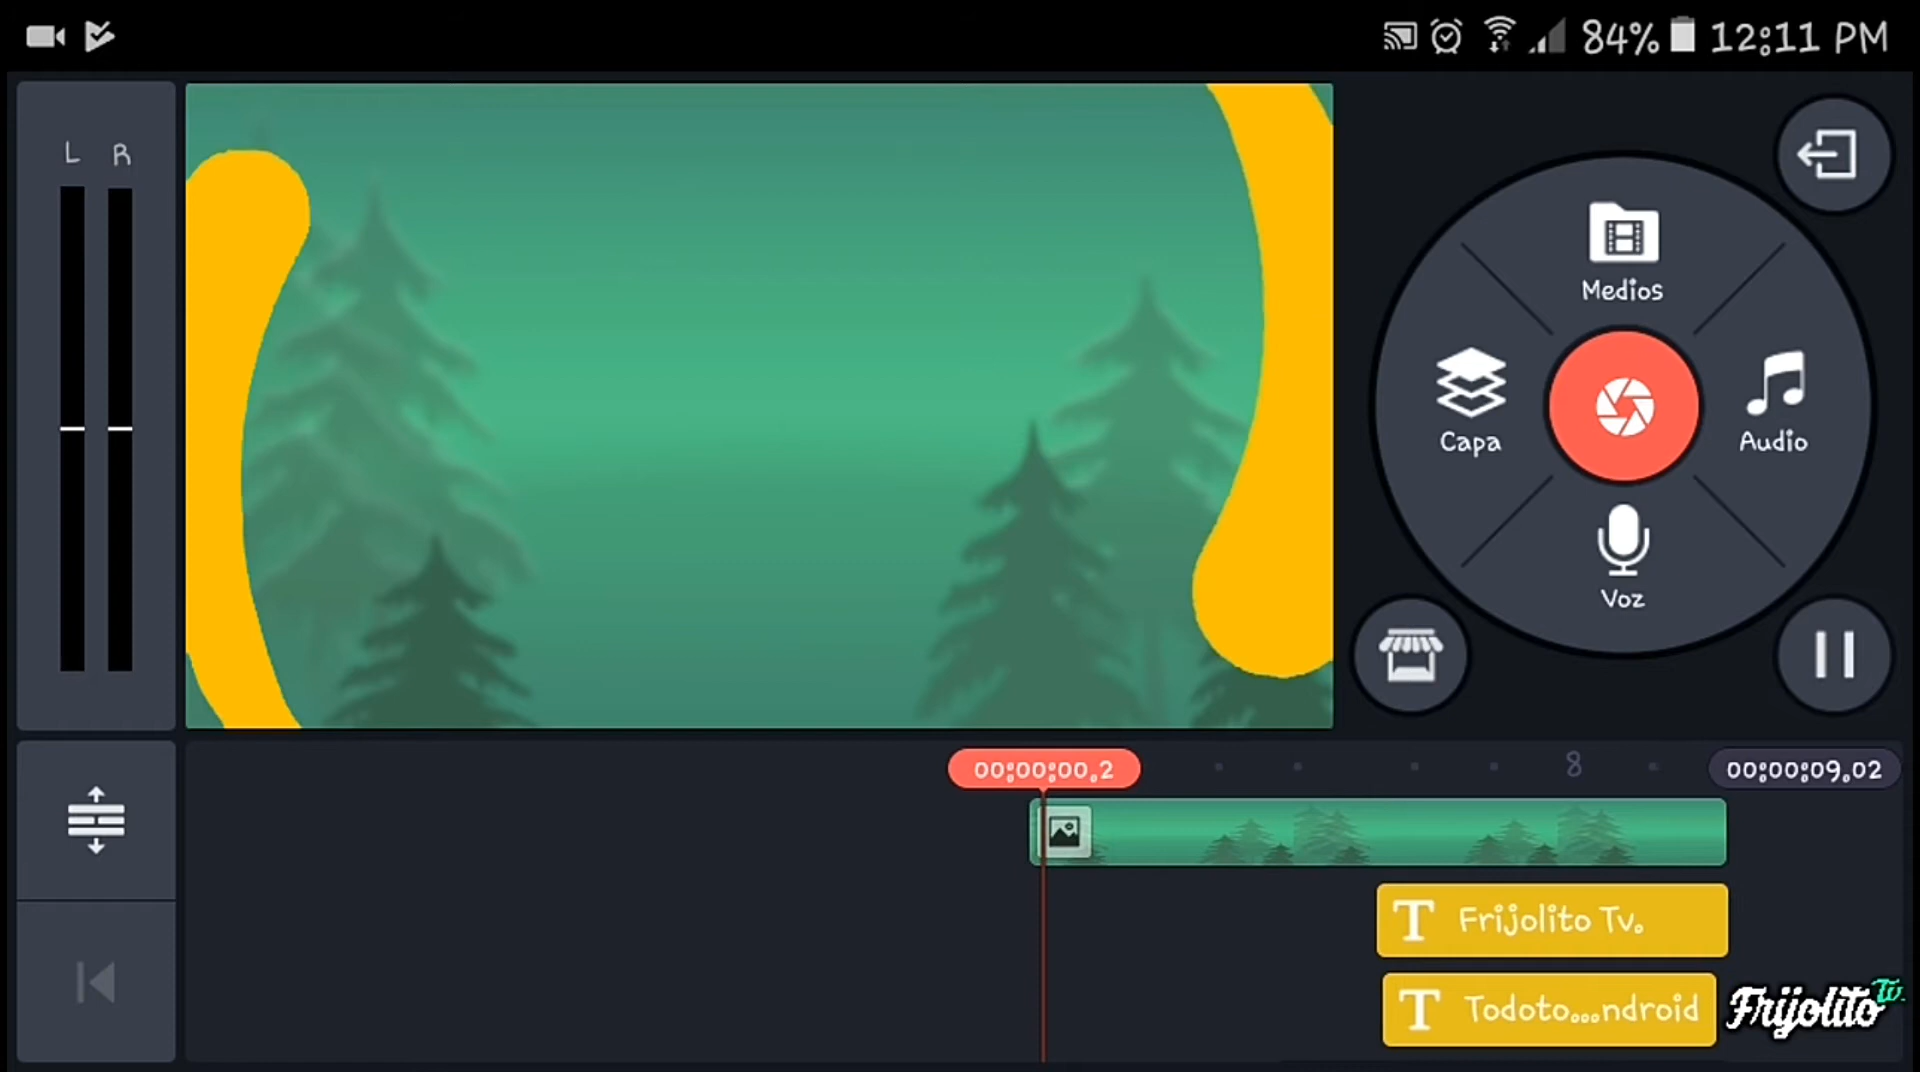 84% 12:11 PM
L R
Medios
Capa
Audio
Voz
00:00:00.2
8
00:00:09.02
T Frijolito Tv.
T Todoto...ndroid
Frijolito Tv.